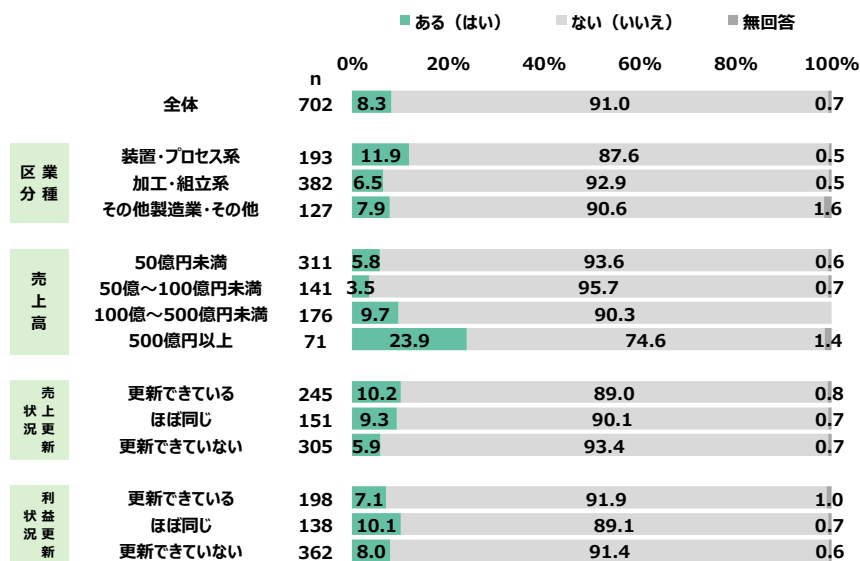 ある（はい） ない（いいえ） 無回答
0% 20% 40% 60% 80% 100%
n
全体 702 8.3 91.0 0.7
業種区分
装置・プロセス系 193 11.9 87.6 0.5
加工・組立系 382 6.5 92.9 0.5
その他製造業・その他 127 7.9 90.6 1.6
売上高
50億円未満 311 5.8 93.6 0.6
50億～100億円未満 141 3.5 95.7 0.7
100億～500億円未満 176 9.7 90.3
500億円以上 71 23.9 74.6 1.4
売上更新状況
更新できている 245 10.2 89.0 0.8
ほぼ同じ 151 9.3 90.1 0.7
更新できていない 305 5.9 93.4 0.7
利益更新状況
更新できている 198 7.1 91.9 1.0
ほぼ同じ 138 10.1 89.1 0.7
更新できていない 362 8.0 91.4 0.6